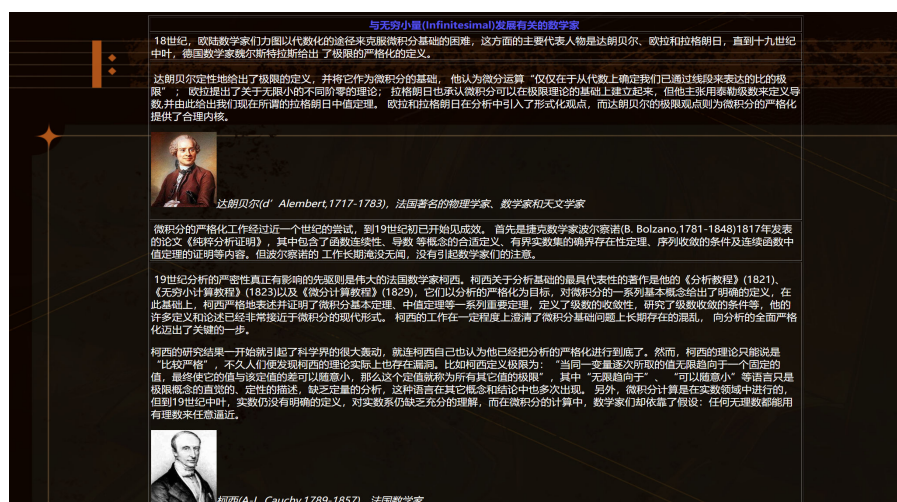 与无穷小量(Infinitesimal)发展有关的数学家
18世纪，欧陆数学家们力图以代数化的途径来克服微积分基础的困难，这方面的主要代表人物是达朗贝尔、欧拉和拉格朗日，直到十九世纪
中叶，德国数学家魏尔斯特拉斯给出 了极限的严格化的定义。
达朗贝尔定性地给出了极限的定义，并将它作为微积分的基础， 他认为微分运算“仅仅在于从代数上确定我们已通过线段来表达的比的极
限” ； 欧拉提出了关于无限小的不同阶零的理论； 拉格朗日也承认微积分可以在极限理论的基础上建立起来，但他主张用泰勒级数来定义导
数,并由此给出我们现在所谓的拉格朗日中值定理。 欧拉和拉格朗日在分析中引入了形式化观点，而达朗贝尔的极限观点则为微积分的严格化
提供了合理内核。
达朗贝尔(d’Alembert,1717-1783)，法国著名的物理学家、数学家和天文学家
微积分的严格化工作经过近一个世纪的尝试，到19世纪初已开始见成效。 首先是捷克数学家波尔察诺(B. Bolzano,1781-1848)1817年发表
的论文《纯粹分析证明》，其中包含了函数连续性、导数 等概念的合适定义、有界实数集的确界存在性定理、序列收敛的条件及连续函数中
值定理的证明等内容。但波尔察诺的 工作长期淹没无闻，没有引起数学家们的注意。
19世纪分析的严密性真正有影响的先驱则是伟大的法国数学家柯西。柯西关于分析基础的最具代表性的著作是他的《分析教程》(1821)、
《无穷小计算教程》(1823)以及《微分计算教程》(1829)，它们以分析的严格化为目标，对微积分的一系列基本概念给出了明确的定义，在
此基础上，柯西严格地表述并证明了微积分基本定理、中值定理等一系列重要定理，定义了级数的收敛性，研究了级数收敛的条件等，他的
许多定义和论述已经非常接近于微积分的现代形式。 柯西的工作在一定程度上澄清了微积分基础问题上长期存在的混乱， 向分析的全面严格
化迈出了关键的一步。
柯西的研究结果一开始就引起了科学界的很大轰动，就连柯西自己也认为他已经把分析的严格化进行到底了。然而，柯西的理论只能说是
“比较严格”，不久人们便发现柯西的理论实际上也存在漏洞。比如柯西定义极限为： “当同一变量逐次所取的值无限趋向于一个固定的
值，最终使它的值与该定值的差可以随意小，那么这个定值就称为所有其它值的极限”，其中“无限趋向于”、 “可以随意小”等语言只是
极限概念的直觉的、定性的描述，缺乏定量的分析，这种语言在其它概念和结论中也多次出现。 另外，微积分计算是在实数领域中进行的，
但到19世纪中叶，实数仍没有明确的定义，对实数系仍缺乏充分的理解，而在微积分的计算中，数学家们却依靠了假设：任何无理数都能用
有理数来任意逼近。
柯西(A-L. Cauchy,1789-1857)，法国数学家